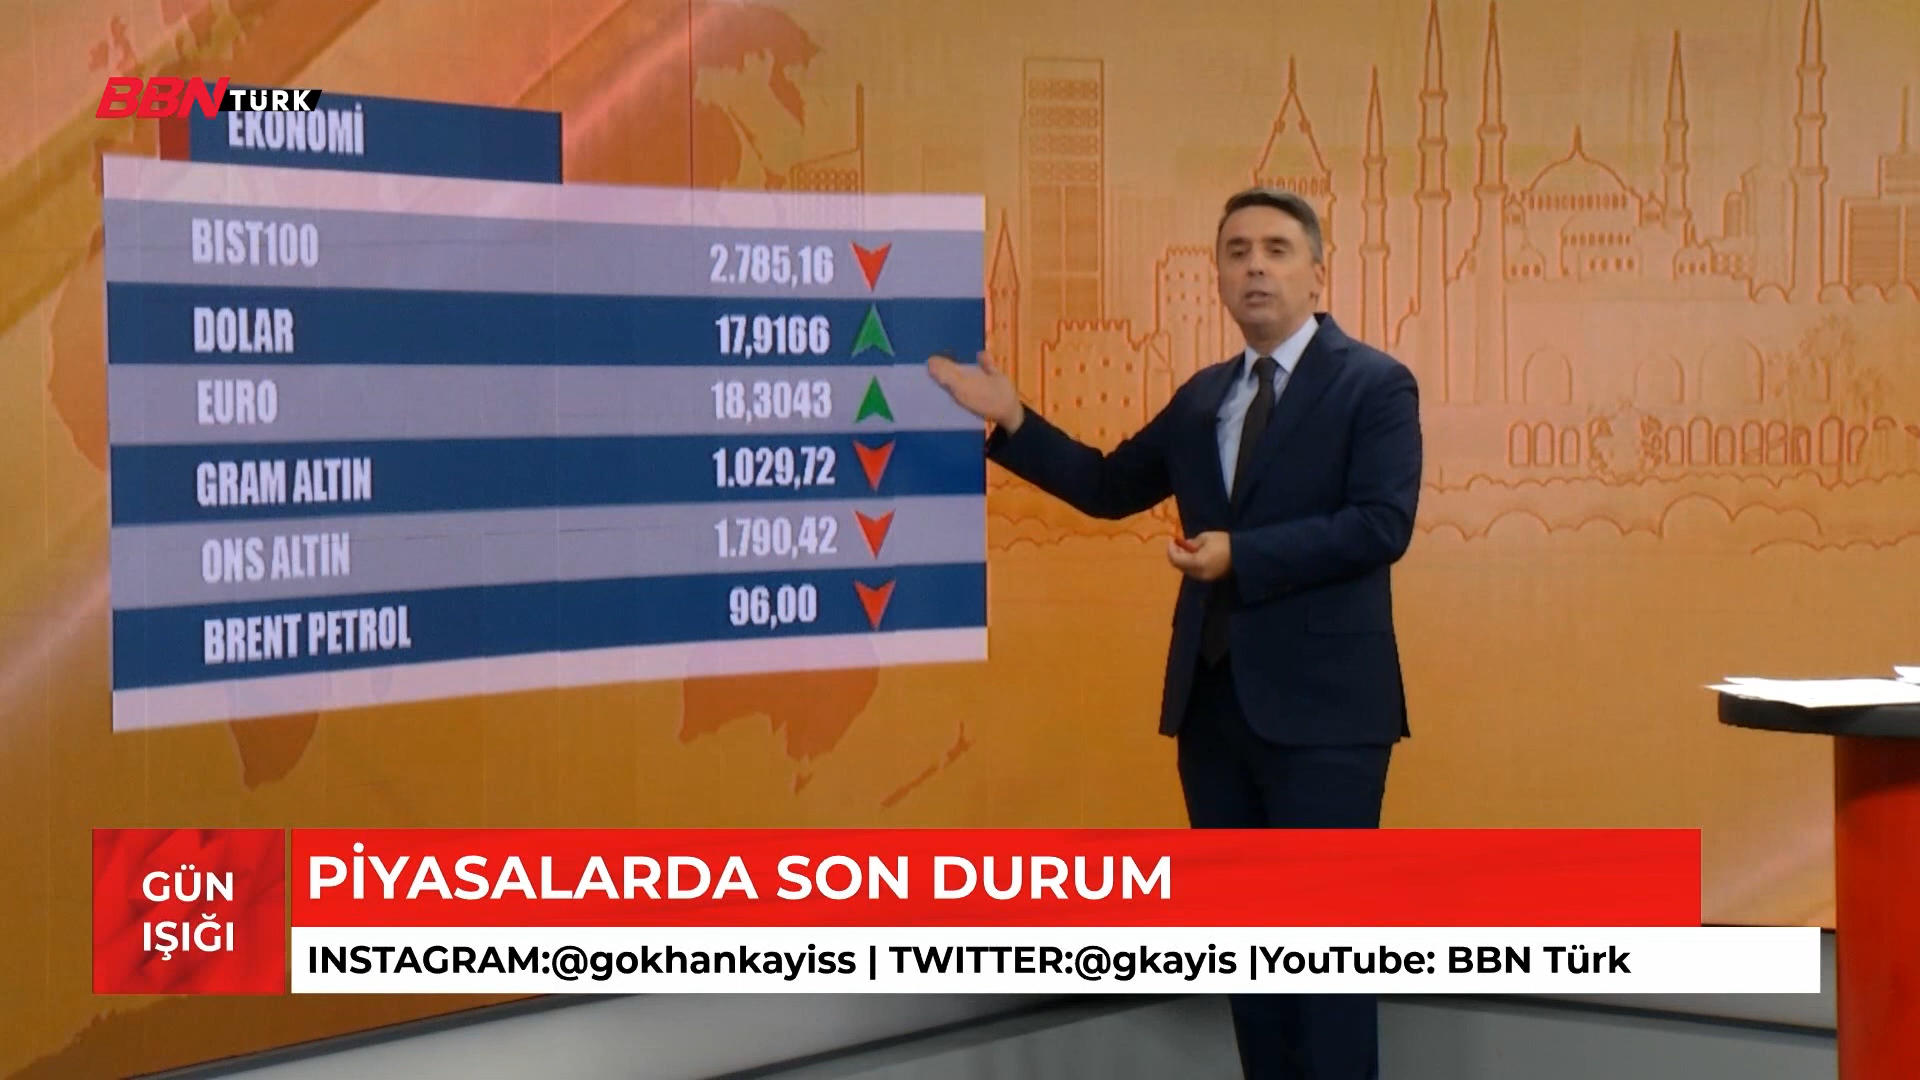 BBN TÜRK
EKONOMİ
BIST100 2.785,16
DOLAR 17,9166
EURO 18,3043
GRAM ALTIN 1.029,72
ONS ALTIN 1.790,42
BRENT PETROL 96,00
GÜN
IŞIĞI
PİYASALARDA SON DURUM
INSTAGRAM:@gokhankayiss | TWITTER:@gkayis |YouTube: BBN Türk